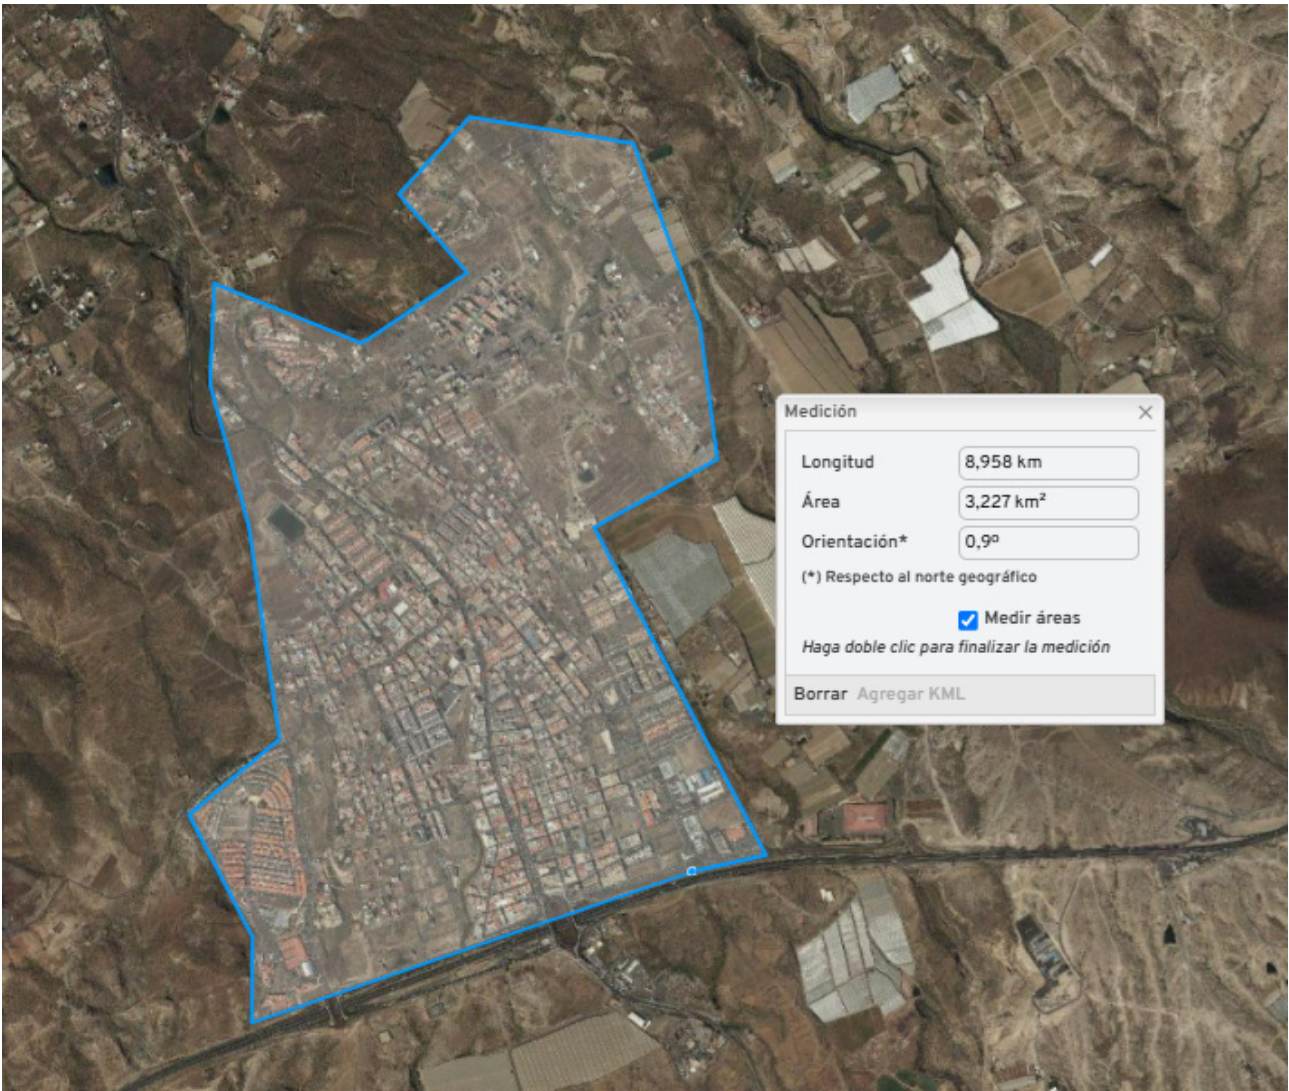 Medición
Longitud 8,958 km
Área 3,227 km²
Orientación* 0,9º
(*) Respecto al norte geográfico
Medir áreas
Haga doble clic para finalizar la medición
Borrar Agregar KML